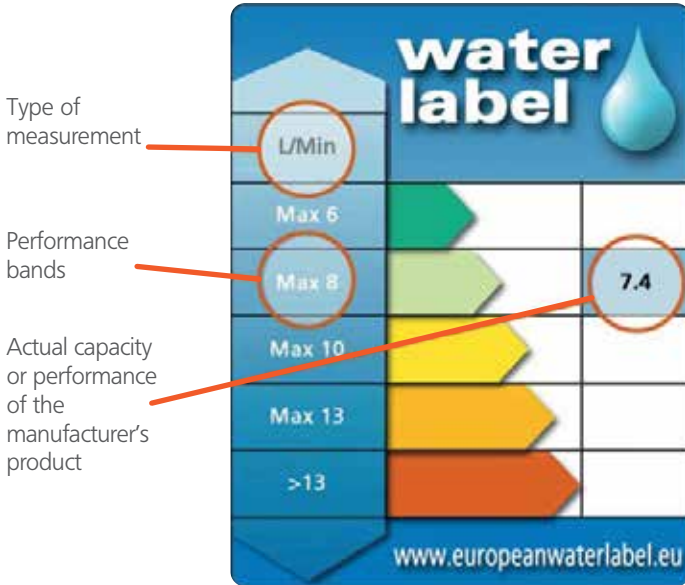 Type of
measurement
Performance
bands
Actual capacity
or performance
of the
manufacturer's
product
water
label
L/Min
Max 6
Max 8
7.4
Max 10
Max 13
>13
www.europeanwaterlabel.eu